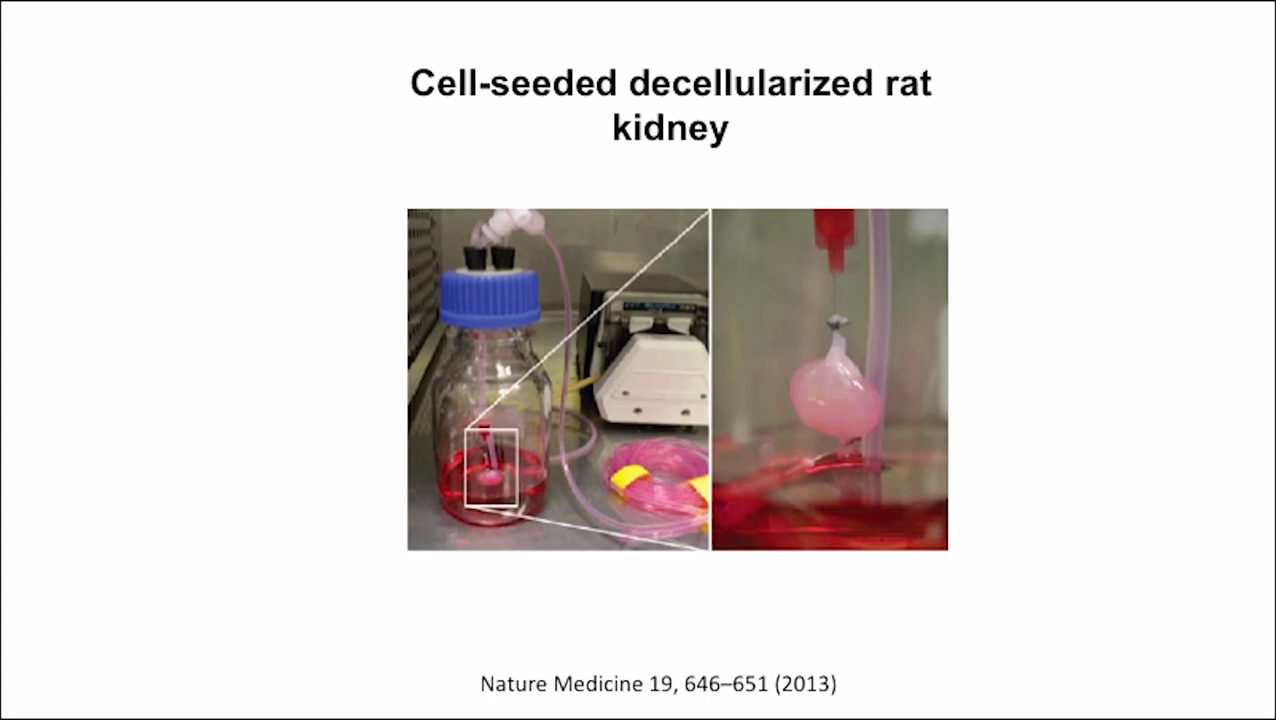 Cell-seeded decellularized rat
kidney
Nature Medicine 19, 646–651 (2013)